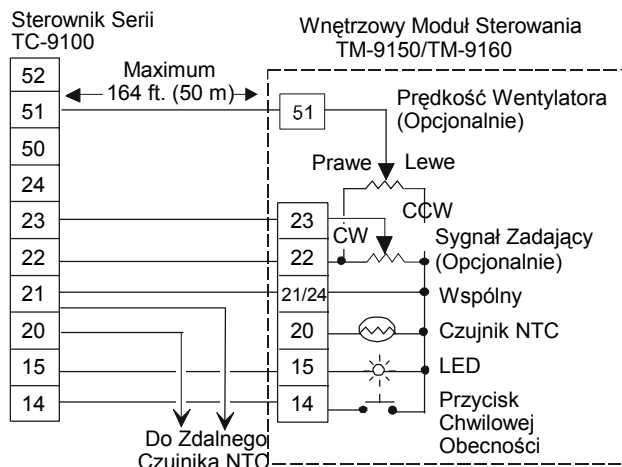 Sterownik Serii
TC-9100
Wnętrzowy Moduł Sterowania
TM-9150/TM-9160
52
51
50
24
23
22
21
20
15
14
Maximum
164 ft. (50 m)
51
Prędkość Wentylatora
(Opcjonalnie)
Prawe
Lewe
CCW
CW
23
22
21/24
20
15
14
Sygnał Zadający
(Opcjonalnie)
Wspólny
Czujnik NTC
LED
Przycisk
Chwilowej
Obecności
Do Zdalnego
Czujnika NTC